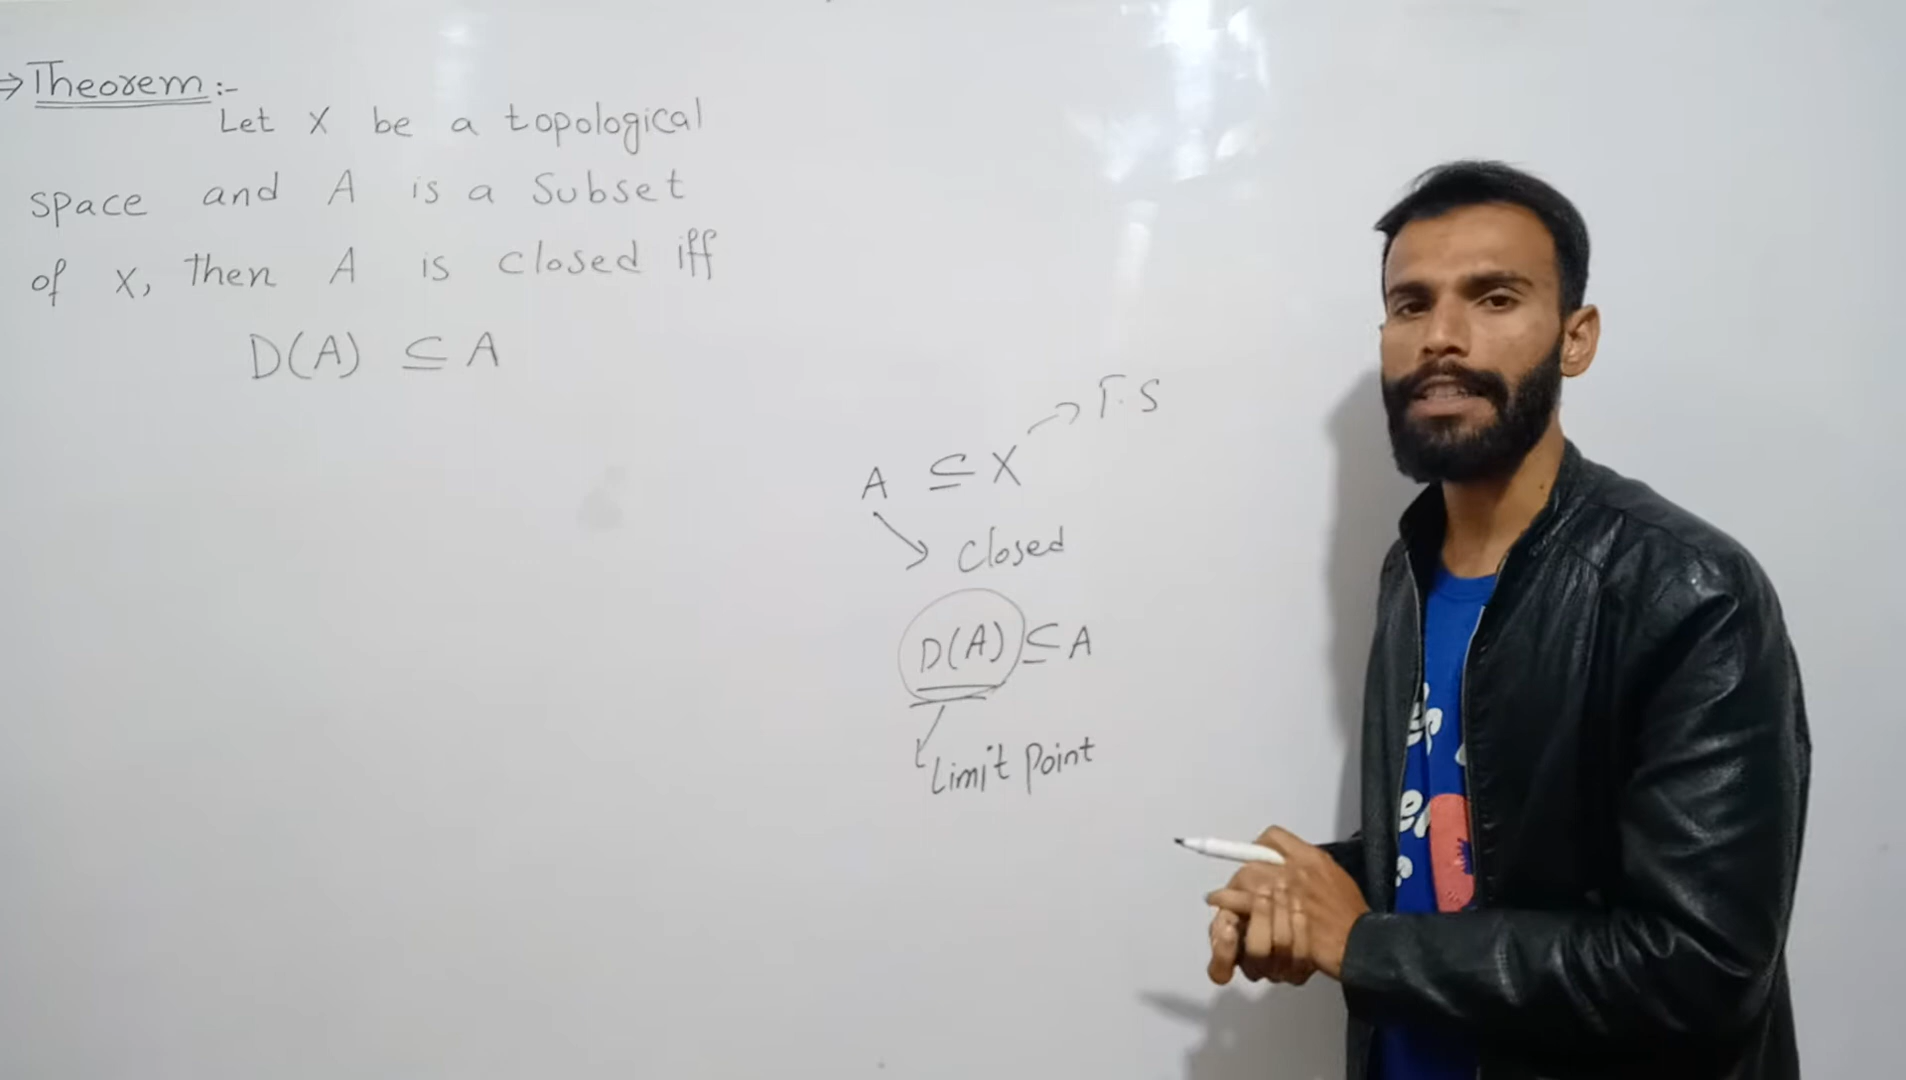 ⇒ Theorem :-
Let X be a topological
space and A is a Subset
of X, then A is closed iff
D(A) ⊆ A
T.S
A ⊆ X
closed
D(A) ⊆ A
Limit Point